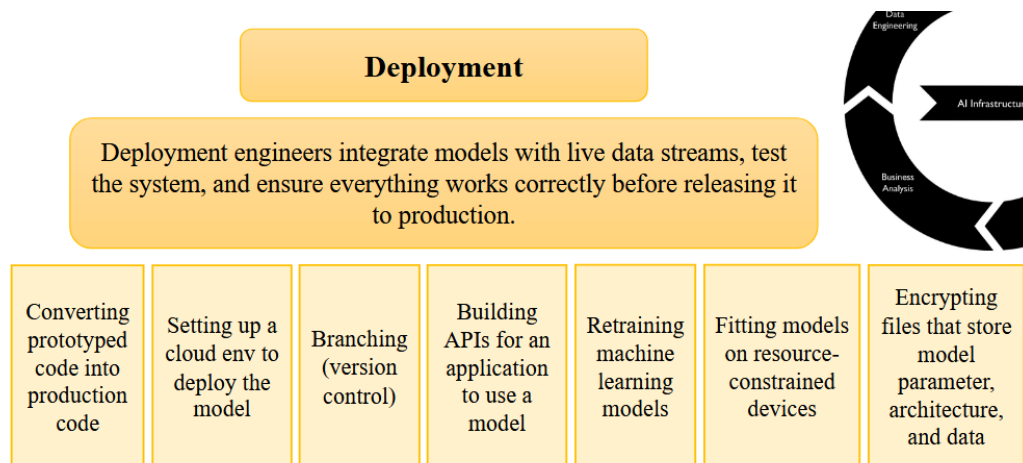 Deployment
Data
Engineering
AI Infrastructur
Business
Analysis
Deployment engineers integrate models with live data streams, test
the system, and ensure everything works correctly before releasing it
to production.
Converting
prototyped
code into
production
code
Setting up a
cloud env to
deploy the
model
Branching
(version
control)
Building
APIs for an
application
to use a
model
Retraining
machine
learning
models
Fitting models
on resource-
constrained
devices
Encrypting
files that store
model
parameter,
architecture,
and data